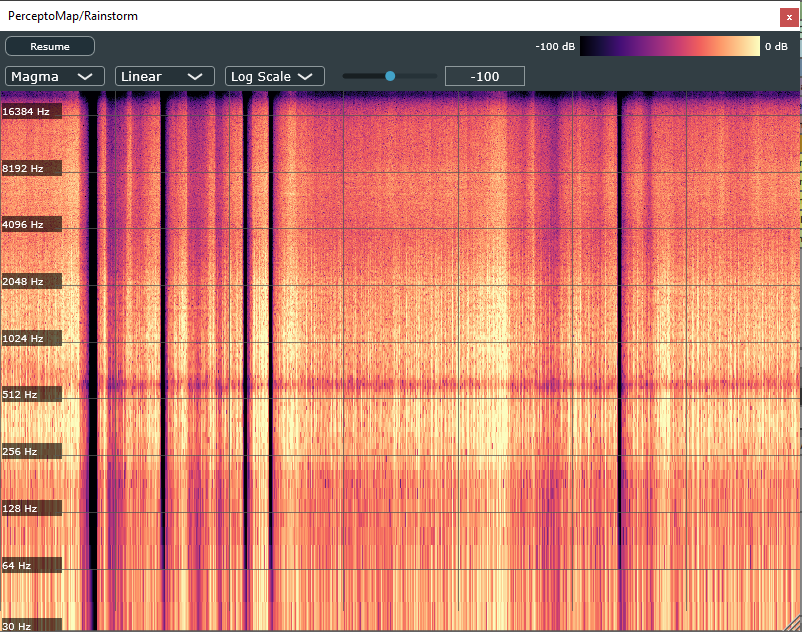 PerceptoMap/Rainstorm
x
Resume
-100 dB
0 dB
Magma
Linear
Log Scale
-100
16384 Hz
8192 Hz
4096 Hz
2048 Hz
1024 Hz
512 Hz
256 Hz
128 Hz
64 Hz
30 Hz